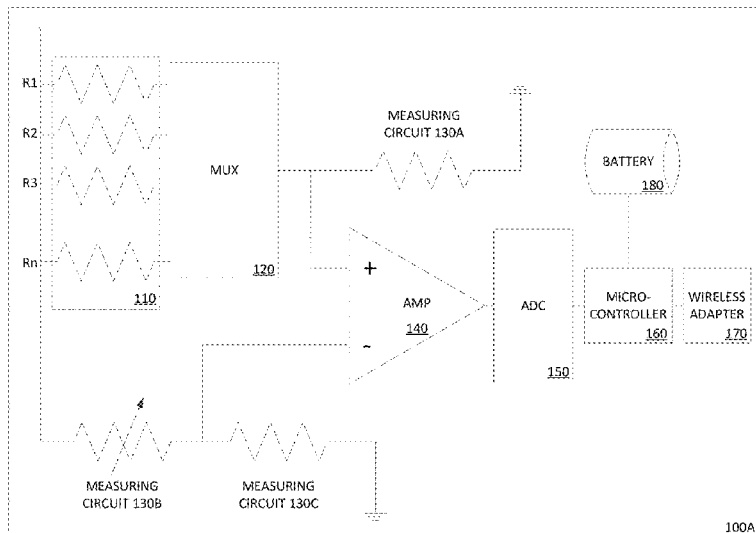 R1
R2
R3
Rn
110
MUX
120
MEASURING
CIRCUIT 130A
BATTERY
180
+
AMP
140
-
ADC
150
MICRO-
CONTROLLER
160
WIRELESS
ADAPTER
170
MEASURING
CIRCUIT 130B
MEASURING
CIRCUIT 130C
100A